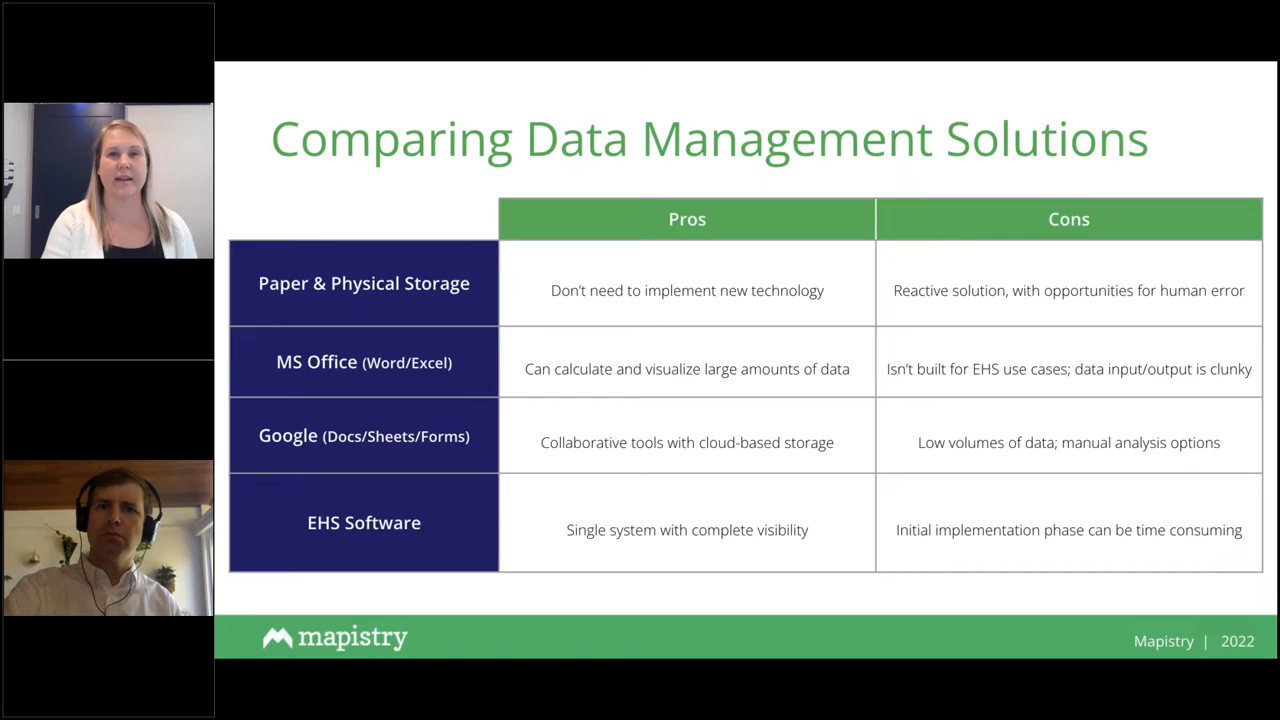 Comparing Data Management Solutions
Pros
Cons
Paper & Physical Storage
Don’t need to implement new technology
Reactive solution, with opportunities for human error
MS Office (Word/Excel)
Can calculate and visualize large amounts of data
Isn’t built for EHS use cases; data input/output is clunky
Google (Docs/Sheets/Forms)
Collaborative tools with cloud-based storage
Low volumes of data; manual analysis options
EHS Software
Single system with complete visibility
Initial implementation phase can be time consuming
mapistry
Mapistry | 2022